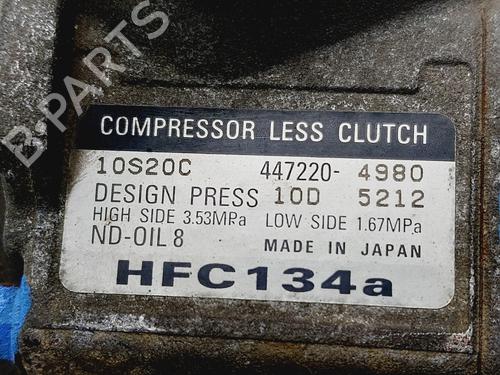 B-PARTS
COMPRESSOR LESS CLUTCH
10S20C 447220- 4980
DESIGN PRESS 10D 5212
HIGH SIDE 3.53MPa LOW SIDE 1.67MPa
ND-OIL 8 MADE IN JAPAN
HFC134a